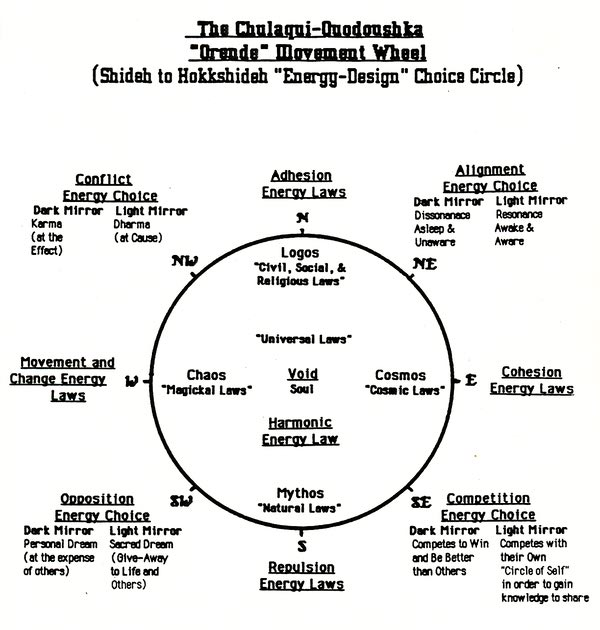 The Chulaqui-Quodoushka
"Orende" Movement Wheel
(Shideh to Hokkshideh "Energy-Design" Choice Circle)
Conflict
Energy Choice
Dark Mirror Light Mirror
Karma Dharma
(at the (at Cause)
Effect)
Adhesion
Energy Laws
Alignment
Energy Choice
Dark Mirror Light Mirror
Dissonanace Resonance
Asleep & Awake &
Unaware Aware
N
NW
NE
Logos
"Civil, Social, &
Religious Laws"
"Universal Laws"
Movement and
Change Energy
Laws
W
Chaos
"Magickal Laws"
Void
Soul
Cosmos
"Cosmic Laws"
E
Cohesion
Energy Laws
Harmonic
Energy Law
Mythos
"Natural Laws"
SW
SE
S
Repulsion
Energy Laws
Opposition
Energy Choice
Dark Mirror Light Mirror
Personal Dream Sacred Dream
(at the expense (Give-Away
of others) to Life and
Others)
Competition
Energy Choice
Dark Mirror Light Mirror
Competes to Win Competes with
and Be Better their Own
than Others "Circle of Self"
in order to gain
knowledge to share